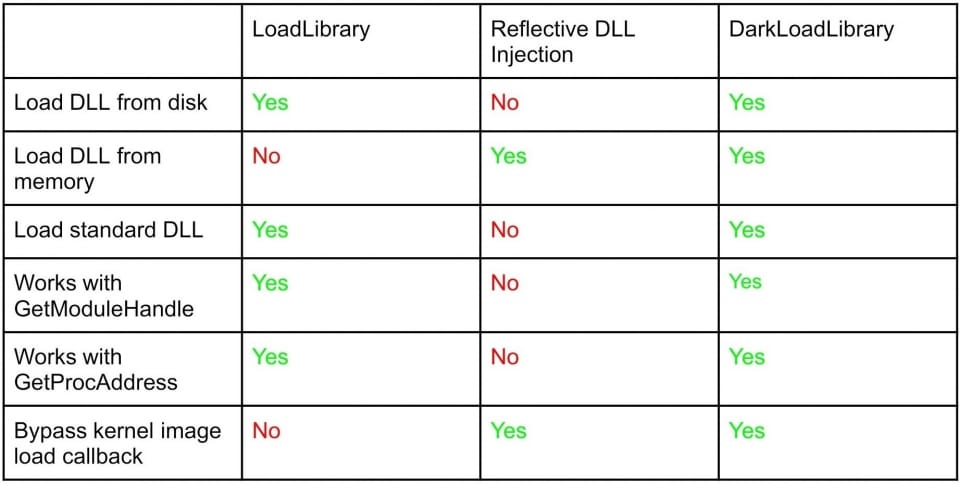 LoadLibrary
Reflective DLL
Injection
DarkLoadLibrary
Load DLL from disk
Yes
No
Yes
Load DLL from
memory
No
Yes
Yes
Load standard DLL
Yes
No
Yes
Works with
GetModuleHandle
Yes
No
Yes
Works with
GetProcAddress
Yes
No
Yes
Bypass kernel image
load callback
No
Yes
Yes